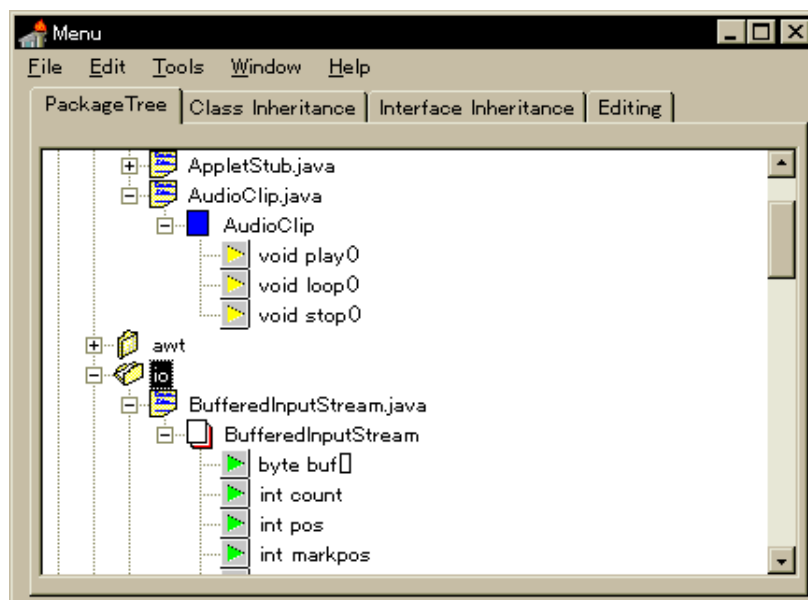 Menu
File Edit Tools Window Help
PackageTree Class Inheritance Interface Inheritance Editing
AppletStub.java
AudioClip.java
AudioClip
void play()
void loop()
void stop()
awt
io
BufferedInputStream.java
BufferedInputStream
byte buf[]
int count
int pos
int markpos